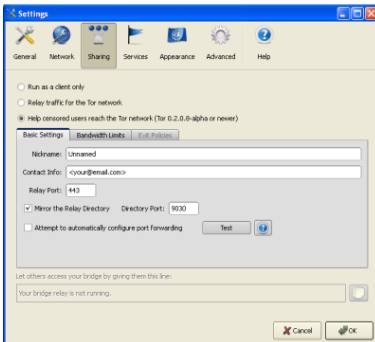 Settings
General Network Sharing Services Appearance Advanced Help
Run as a client only
Relay traffic for the Tor network
Help censored users reach the Tor network (Tor 0.2.0.8-alpha or newer)
Basic Settings Bandwidth Limits Exit Policies
Nickname: Unnamed
Contact Info: <your@email.com>
Relay Port: 443
Mirror the Relay Directory Directory Port: 9030
Attempt to automatically configure port forwarding Test
Let others access your bridge by giving them this line:
Your bridge relay is not running.
Cancel OK